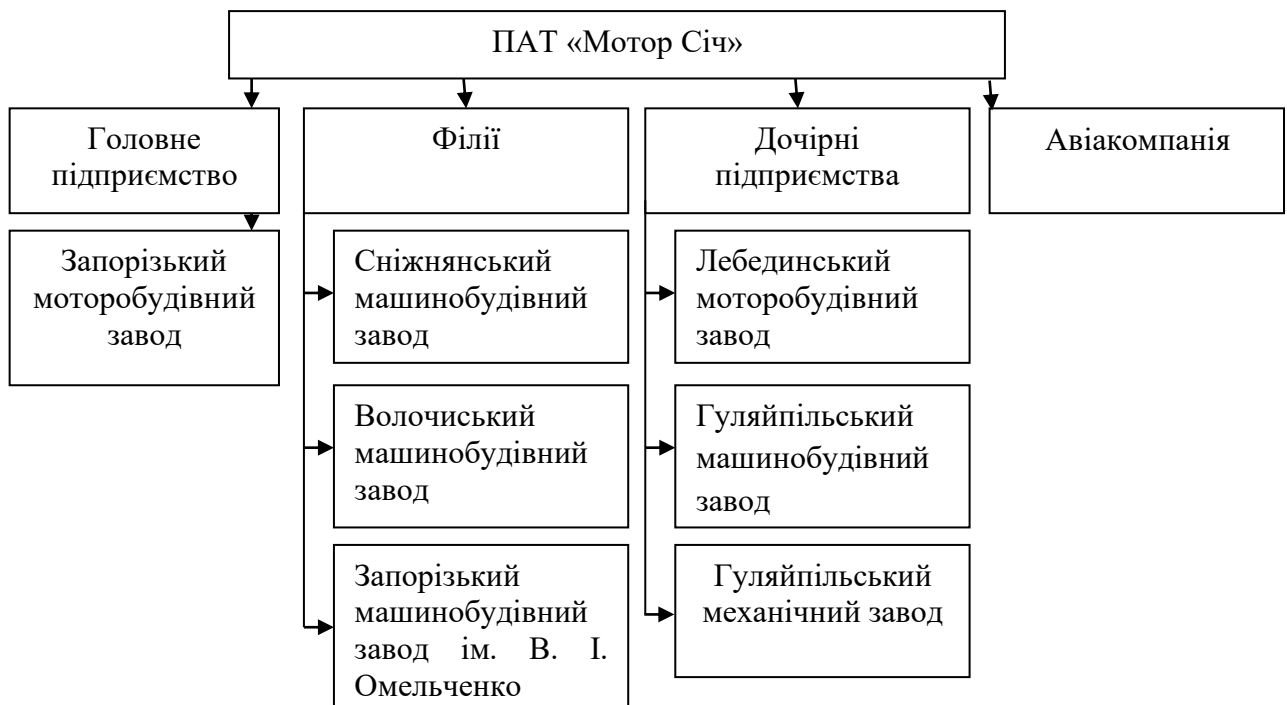 ПАТ «Мотор Січ»
Головне
підприємство
Філії
Дочірні
підприємства
Авіакомпанія
Запорізький
моторобудівний
завод
Сніжнянський
машинобудівний
завод
Лебединський
моторобудівний
завод
Волочиський
машинобудівний
завод
Гуляйпільський
машинобудівний
завод
Запорізький
машинобудівний
завод ім. В. І.
Омельченко
Гуляйпільський
механічний завод